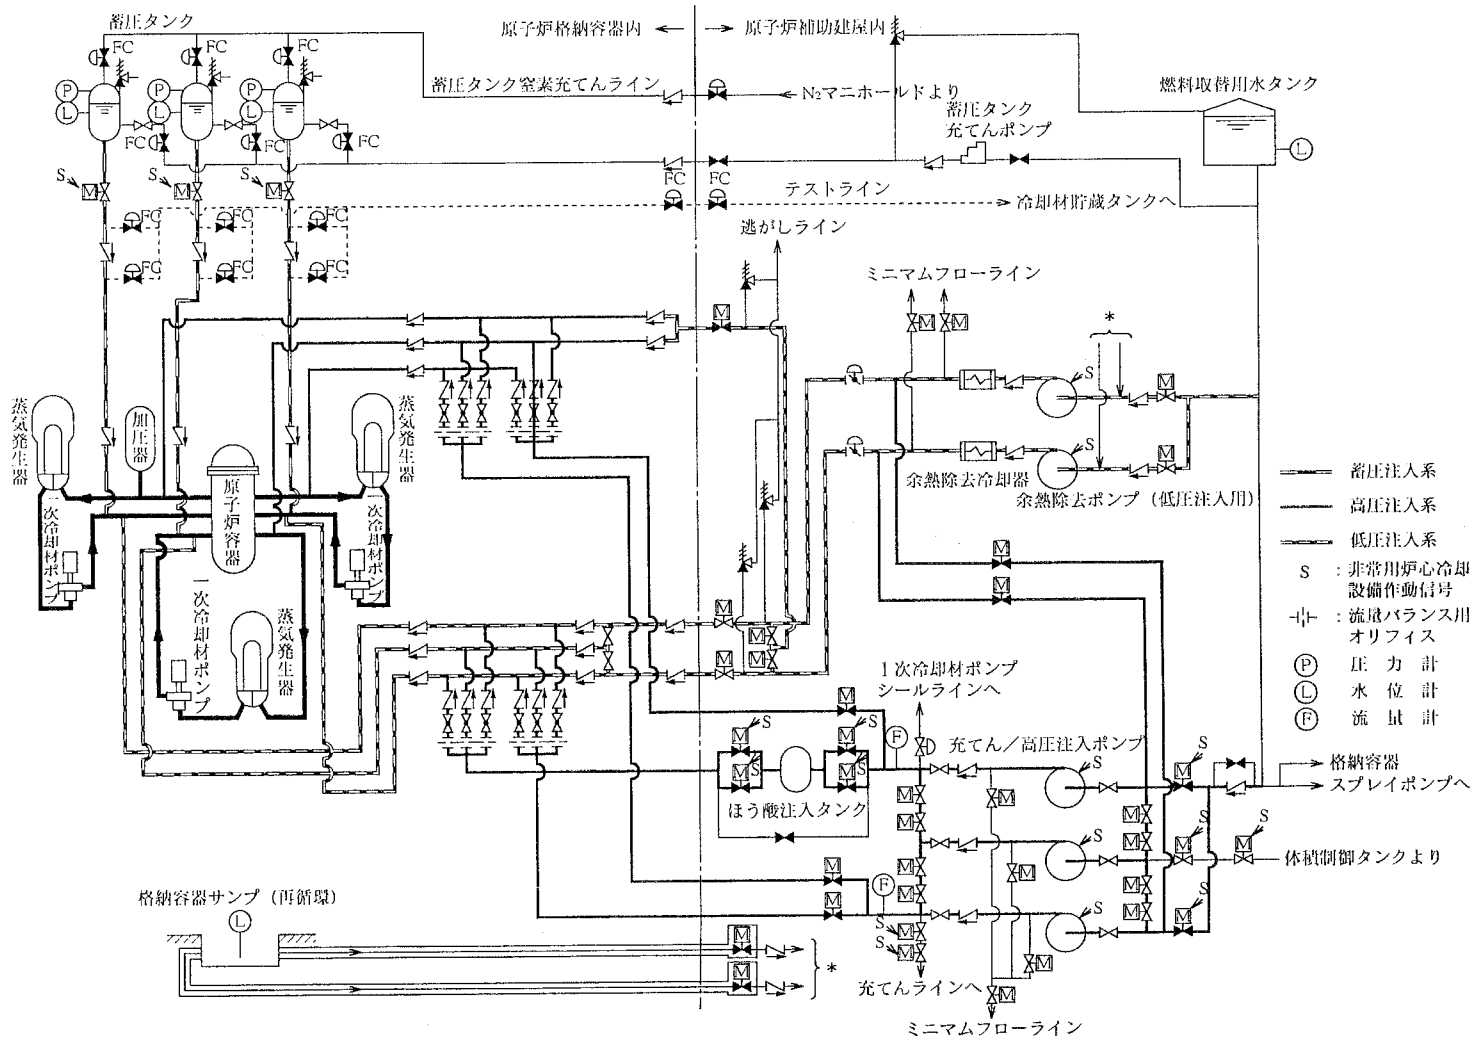 蓄圧タンク
原子炉格納容器内
原子炉補助建屋内
FC
FC
FC
蓄圧タンク窒素充てんライン
N₂マニホールドより
燃料取替用水タンク
P
P
P
L
L
L
蓄圧タンク
充てんポンプ
FC
FC
FC
L
S
S
S
M
M
M
FC
FC
テストライン
冷却材貯蔵タンクへ
FC
FC
FC
逃がしライン
FC
FC
FC
ミニマムフローライン
M
M
M
*
M
S
M
蒸気発生器
加圧器
蒸気発生器
S
M
原子炉容器
余熱除去冷却器
余熱除去ポンプ(低圧注入用)
一次冷却材ポンプ
一次冷却材ポンプ
蓄圧注入系
高圧注入系
低圧注入系
M
M
S :非常用炉心冷却
設備作動信号
:流量バランス用
オリフィス
P 圧力計
L 水位計
F 流量計
一次冷却材ポンプ
蒸気発生器
M
M
M
M
1次冷却材ポンプ
シールラインへ
M
S
M
S
M
F
充てん/高圧注入ポンプ
S
M
S
M
S
ほう酸注入タンク
S
M
S
格納容器
スプレイポンプへ
M
M
M
M
M
M
S
M
S
M
S
体積制御タンクより
M
M
M
M
M
M
M
F
S
M
S
S
M
S
M
M
M
充てんラインへ
M
ミニマムフローライン
格納容器サンプ(再循環)
L
M
M
*